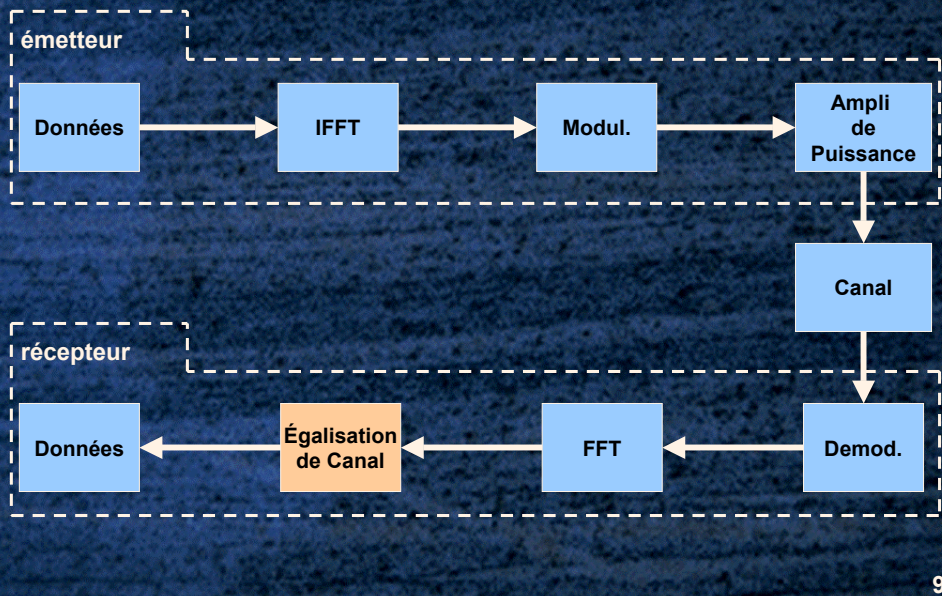 émetteur
Données
IFFT
Modul.
Ampli
de
Puissance
Canal
récepteur
Données
Égalisation
de Canal
FFT
Demod.
9